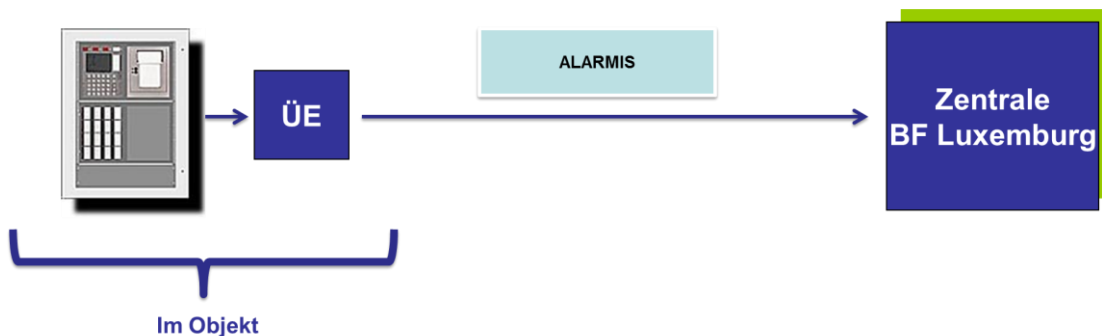 ALARMIS
ÜE
Zentrale
BF Luxemburg
Im Objekt